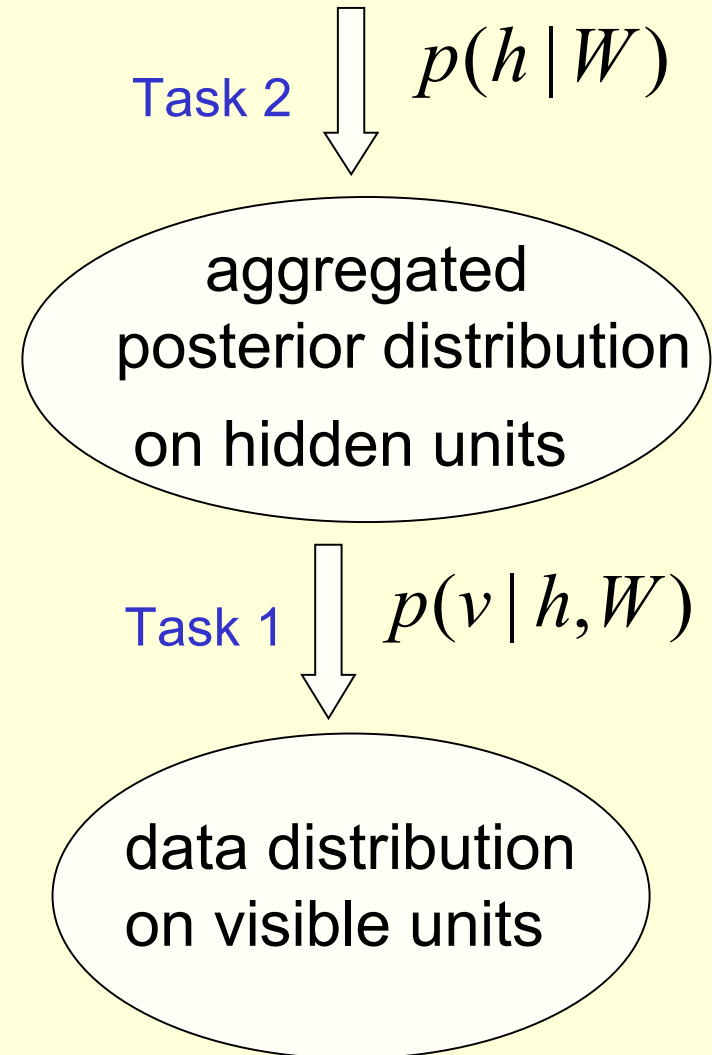 Task 2 p(h | W)
aggregated
posterior distribution
on hidden units
Task 1 p(v | h, W)
data distribution
on visible units